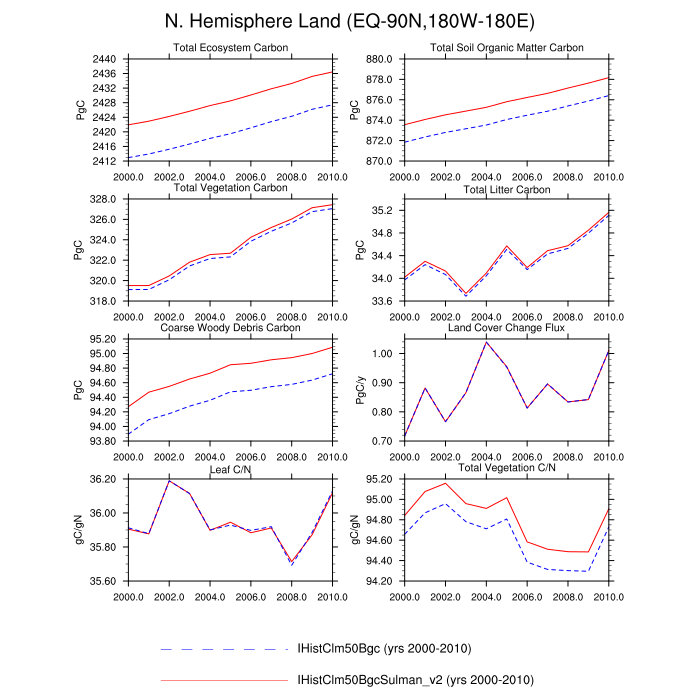 N. Hemisphere Land (EQ-90N,180W-180E)
Total Ecosystem Carbon
Total Soil Organic Matter Carbon
PgC
2440
2436
2432
2428
2424
2420
2416
2412
2000.0 2002.0 2004.0 2006.0 2008.0 2010.0
PgC
880.0
878.0
876.0
874.0
872.0
870.0
2000.0 2002.0 2004.0 2006.0 2008.0 2010.0
Total Vegetation Carbon
Total Litter Carbon
PgC
328.0
326.0
324.0
322.0
320.0
318.0
2000.0 2002.0 2004.0 2006.0 2008.0 2010.0
PgC
35.2
34.8
34.4
34.0
33.6
2000.0 2002.0 2004.0 2006.0 2008.0 2010.0
Coarse Woody Debris Carbon
Land Cover Change Flux
PgC
95.20
95.00
94.80
94.60
94.40
94.20
94.00
93.80
2000.0 2002.0 2004.0 2006.0 2008.0 2010.0
PgC/y
1.00
0.90
0.80
0.70
2000.0 2002.0 2004.0 2006.0 2008.0 2010.0
Leaf C/N
Total Vegetation C/N
gC/gN
36.20
36.00
35.80
35.60
2000.0 2002.0 2004.0 2006.0 2008.0 2010.0
gC/gN
95.20
95.00
94.80
94.60
94.40
94.20
2000.0 2002.0 2004.0 2006.0 2008.0 2010.0
IHistClm50Bgc (yrs 2000-2010)
IHistClm50BgcSulman_v2 (yrs 2000-2010)